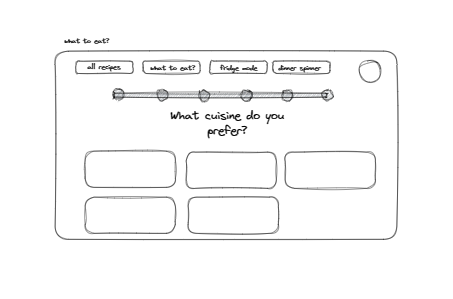 what to eat?
all recipes
what to eat?
fridge mode
dinner spinner
What cuisine do you
prefer?